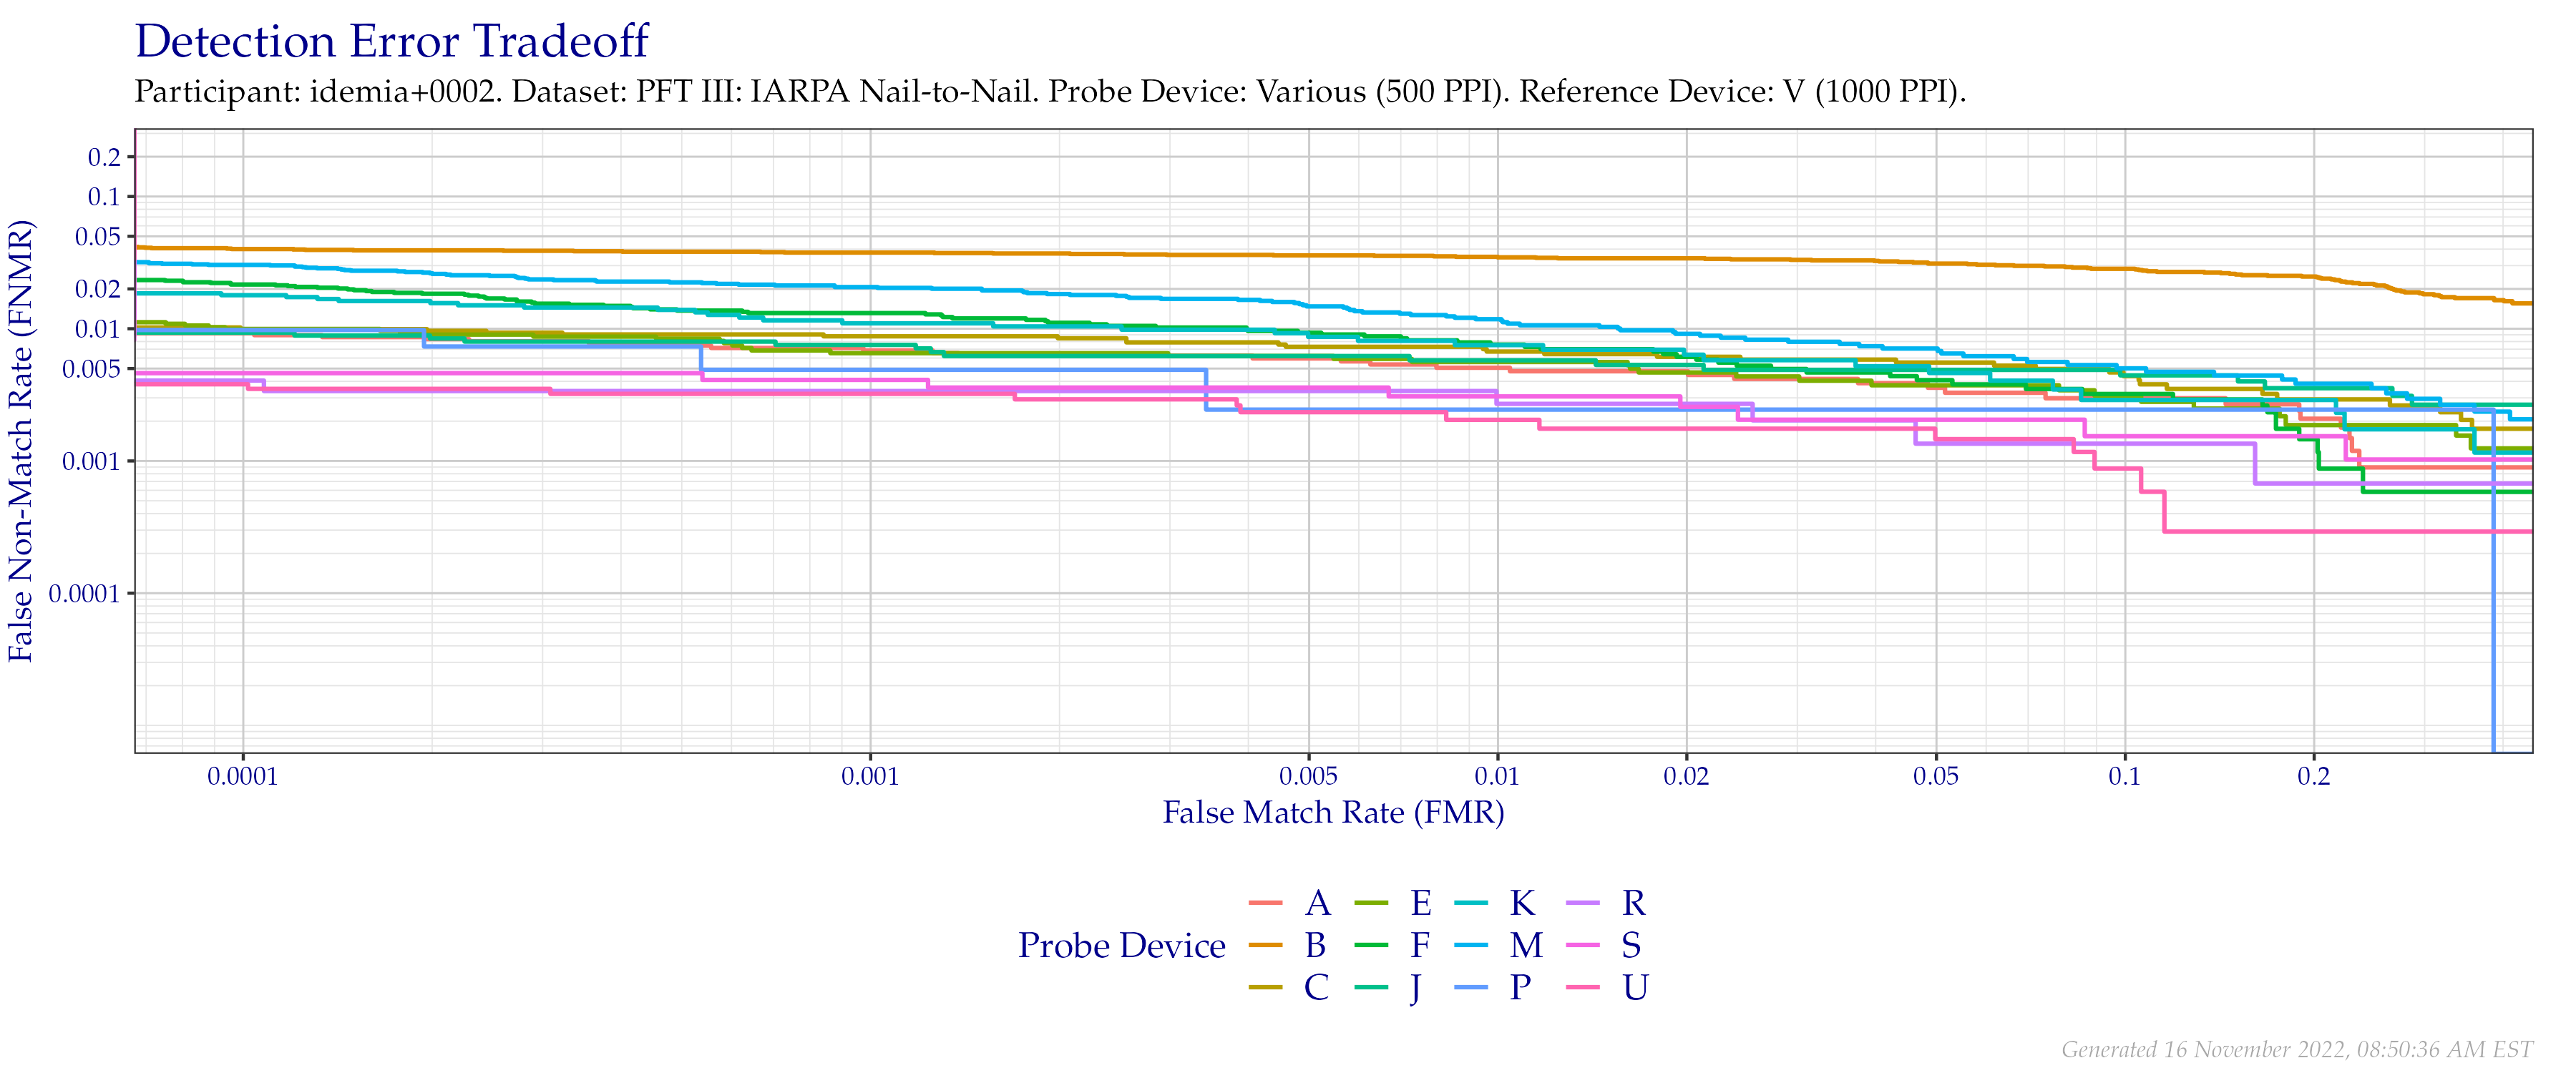 Detection Error Tradeoff
Participant: idemia+0002. Dataset: PFT III: IARPA Nail-to-Nail. Probe Device: Various (500 PPI). Reference Device: V (1000 PPI).
False Non-Match Rate (FNMR)
0.2
0.1
0.05
0.02
0.01
0.005
0.001
0.0001
0.0001 0.001 0.005 0.01 0.02 0.05 0.1 0.2
False Match Rate (FMR)
Probe Device
A E K R
B F M S
C J P U
Generated 16 November 2022, 08:50:36 AM EST